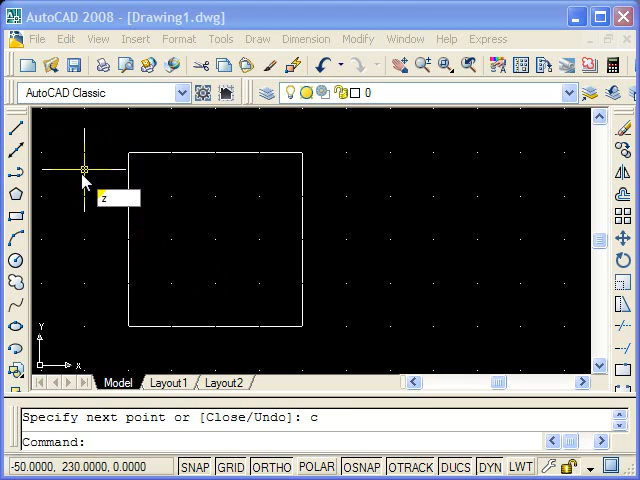 AutoCAD 2008 - [Drawing1.dwg]
File Edit View Insert Format Tools Draw Dimension Modify Window Help Express
AutoCAD Classic
0
z
Y
X
Model Layout1 Layout2
Specify next point or [Close/Undo]: c
Command:
-50.0000, 230.0000, 0.0000 SNAP GRID ORTHO POLAR OSNAP OTRACK DUCS DYN LWT